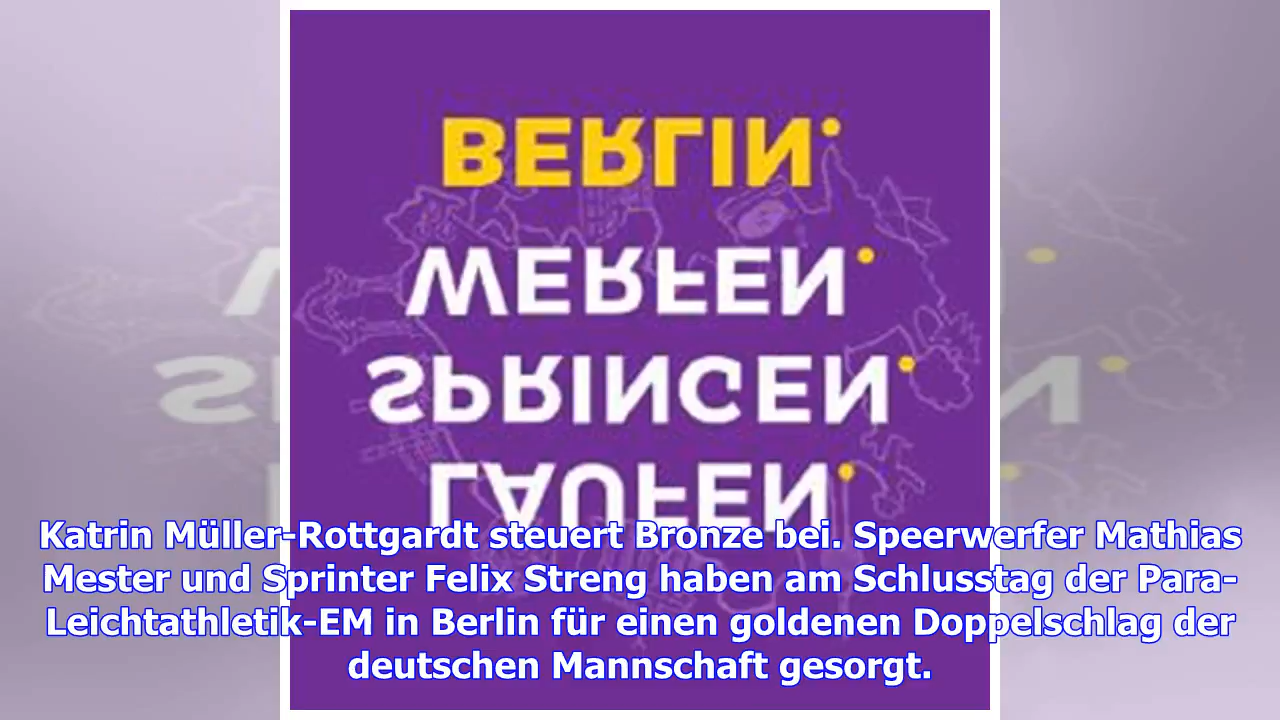 BERLIN.
WERFEN.
SPRINGEN.
LAUFEN.
Katrin Müller-Rottgardt steuert Bronze bei. Speerwerfer Mathias
Mester und Sprinter Felix Streng haben am Schlusstag der Para-
Leichtathletik-EM in Berlin für einen goldenen Doppelschlag der
deutschen Mannschaft gesorgt.